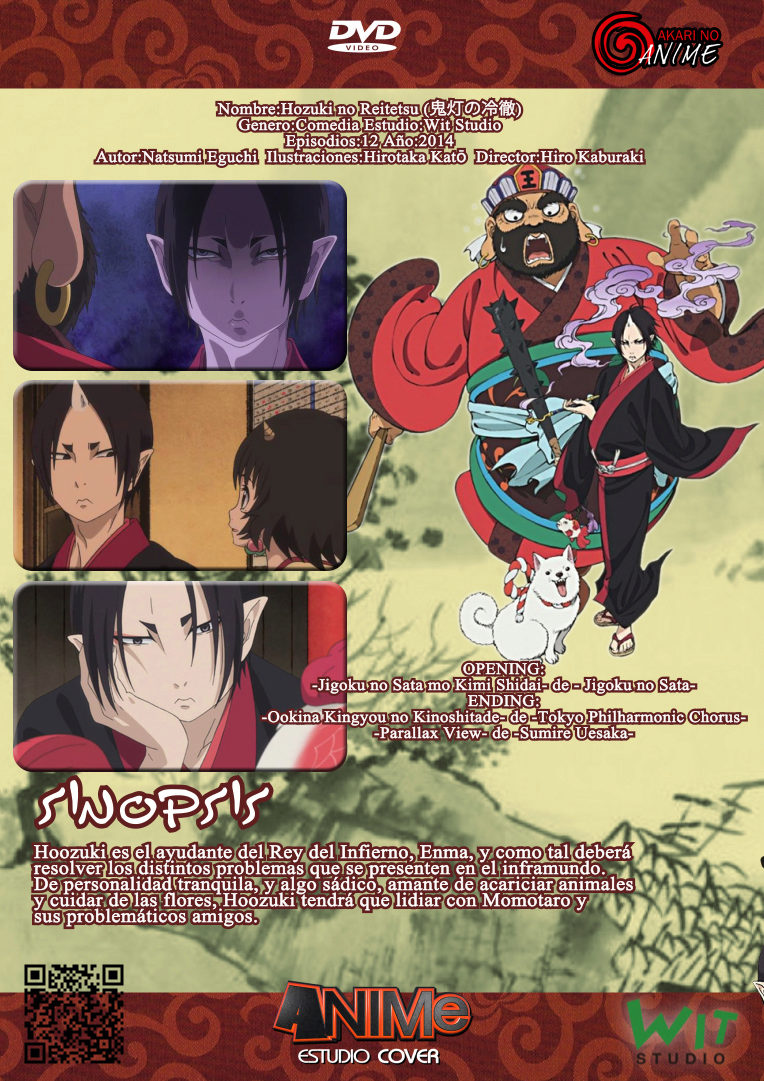 DVD
VIDEO
AKARI NO
ANIME
Nombre:Hozuki no Reitetsu (鬼灯の冷徹)
Genero:Comedia Estudio:Wit Studio
Episodios:12 Año:2014
Autor:Natsumi Eguchi Ilustraciones:Hirotaka Katō Director:Hiro Kaburaki
王
OPENING:
-Jigoku no Sata mo Kimi Shidai- de - Jigoku no Sata-
ENDING:
-Ookina Kingyou no Kinoshitade- de -Tokyo Philharmonic Chorus-
-Parallax View- de -Sumire Uesaka-
SINOPSIS
Hoozuki es el ayudante del Rey del Infierno, Enma, y como tal deberá
resolver los distintos problemas que se presenten en el inframundo.
De personalidad tranquila, y algo sádico, amante de acariciar animales
y cuidar de las flores, Hoozuki tendrá que lidiar con Momotaro y
sus problemáticos amigos.
ANIMe
ESTUDIO COVER
WIT
STUDIO